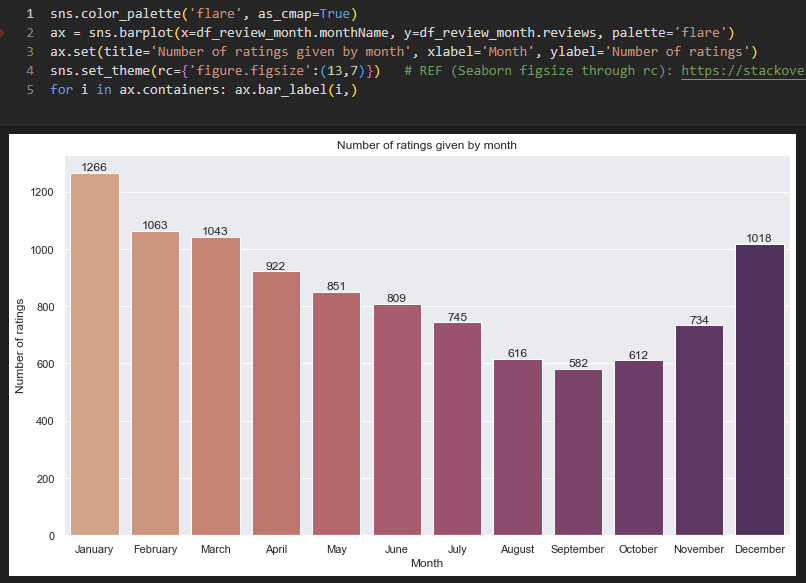 1 sns.color_palette('flare', as_cmap=True)
2 ax = sns.barplot(x=df_review_month.monthName, y=df_review_month.reviews, palette='flare')
3 ax.set(title='Number of ratings given by month', xlabel='Month', ylabel='Number of ratings')
4 sns.set_theme(rc={'figure.figsize':(13,7)}) # REF (Seaborn figsize through rc): https://stackove
5 for i in ax.containers: ax.bar_label(i,)
Number of ratings given by month
1266
1063
1043
922
851
809
745
616
582
612
734
1018
1200
1000
800
600
400
200
0
Number of ratings
January February March April May June July August September October November December
Month